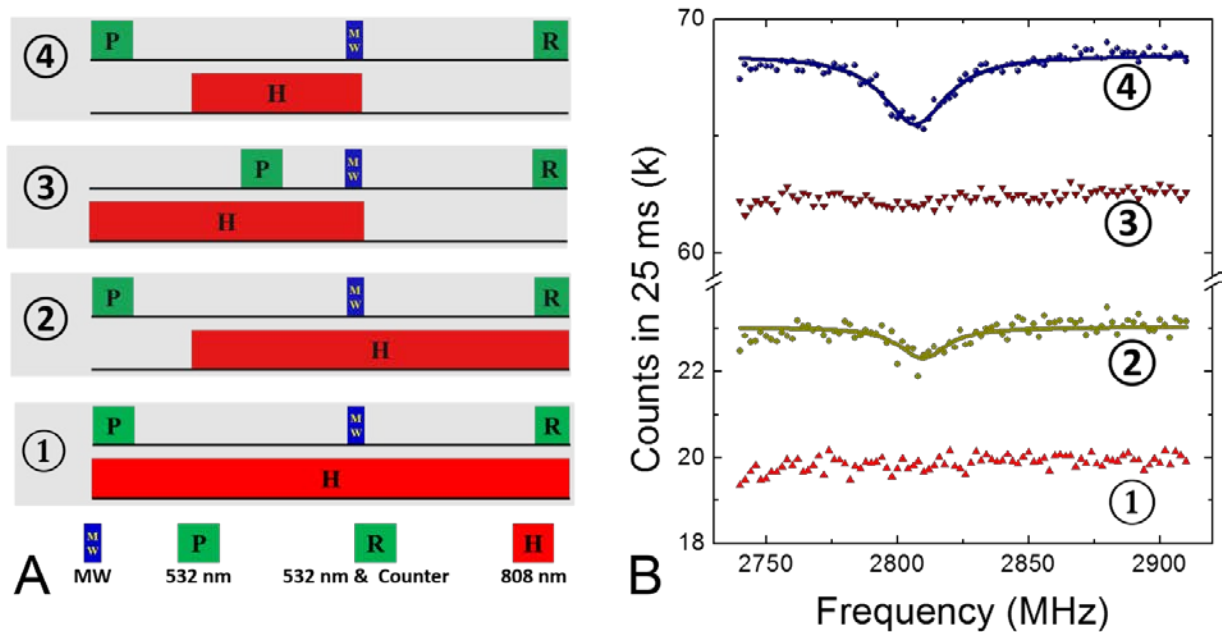 ④ P M W R
H
③ P M W R
H
② P M W R
H
① P M W R
H
M W P R H
A MW 532 nm 532 nm & Counter 808 nm
70
④
③
60
Counts in 25 ms (k)
②
22
20
①
18
2750 2800 2850 2900
B Frequency (MHz)